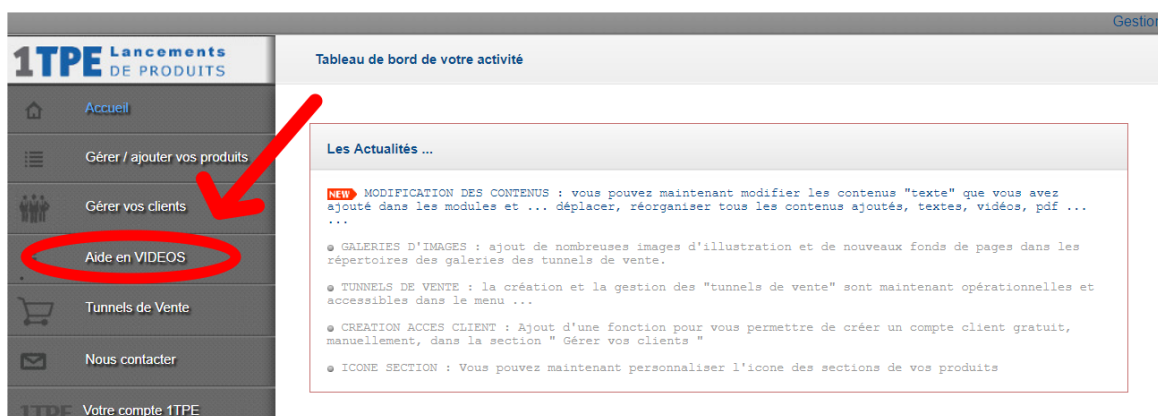 Gestion
1TPE Lancements
DE PRODUITS
Tableau de bord de votre activité
Accueil
Gérer / ajouter vos produits
Gérer vos clients
Aide en VIDEOS
Tunnels de Vente
Nous contacter
1TPE Votre compte 1TPE
Les Actualités ...
NEW MODIFICATION DES CONTENUS : vous pouvez maintenant modifier les contenus "texte" que vous avez
ajouté dans les modules et ... déplacer, réorganiser tous les contenus ajoutés, textes, vidéos, pdf ...
...
GALERIES D'IMAGES : ajout de nombreuses images d'illustration et de nouveaux fonds de pages dans les
répertoires des galeries des tunnels de vente.
TUNNELS DE VENTE : la création et la gestion des "tunnels de vente" sont maintenant opérationnelles et
accessibles dans le menu ...
CREATION ACCES CLIENT : Ajout d'une fonction pour vous permettre de créer un compte client gratuit,
manuellement, dans la section " Gérer vos clients "
ICONE SECTION : Vous pouvez maintenant personnaliser l'icone des sections de vos produits